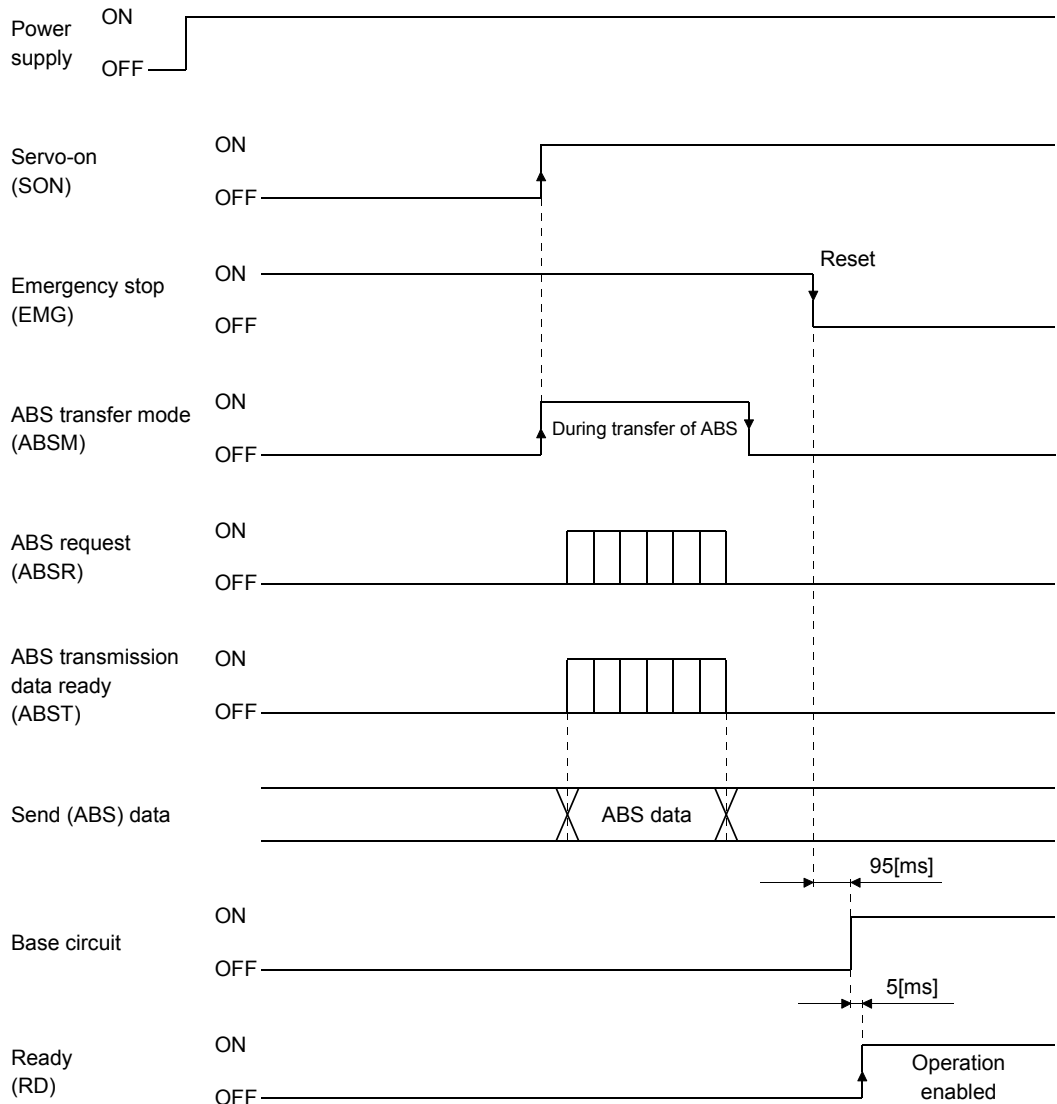 Power
supply
ON
OFF
Servo-on
(SON)
ON
OFF
Emergency stop
(EMG)
ON
OFF
Reset
ABS transfer mode
(ABSM)
ON
OFF
During transfer of ABS
ABS request
(ABSR)
ON
OFF
ABS transmission
data ready
(ABST)
ON
OFF
Send (ABS) data
ABS data
95[ms]
Base circuit
ON
OFF
5[ms]
Ready
(RD)
ON
OFF
Operation
enabled